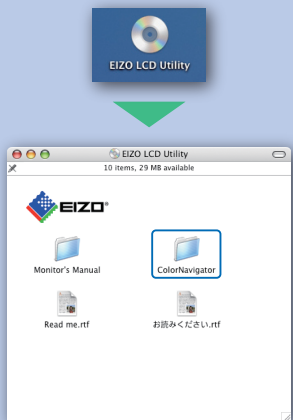 EIZO LCD Utility
EIZO LCD Utility
10 items, 29 MB available
EIZO®
Monitor's Manual
ColorNavigator
Read me.rtf
お読みください.rtf